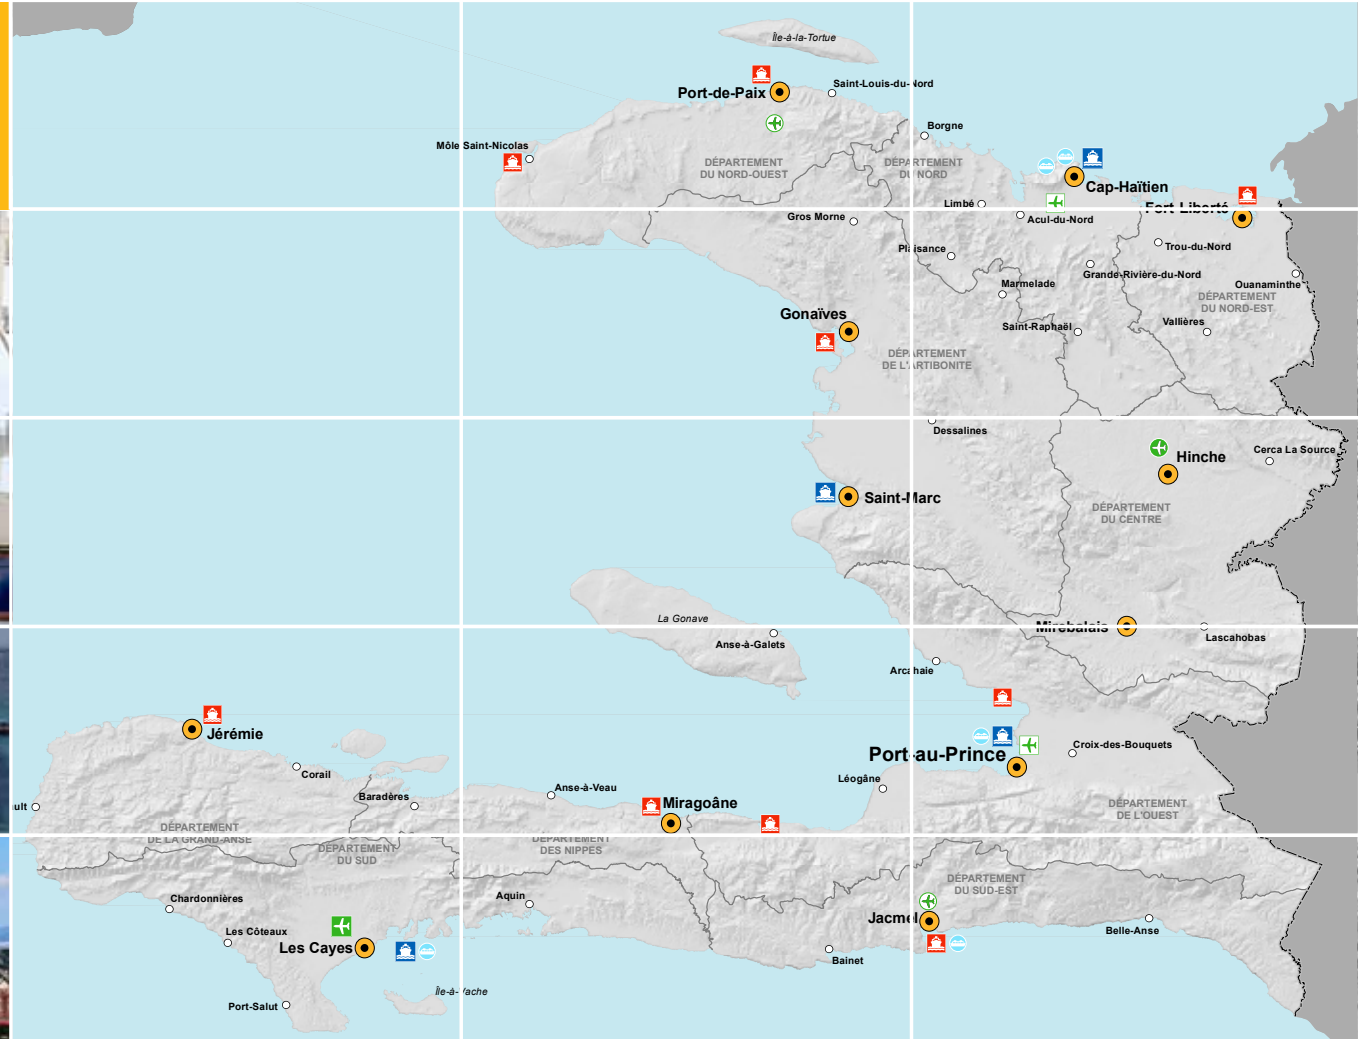 Île-à-la-Tortue
Saint-Louis-du-Nord
Port-de-Paix
Borgne
Môle Saint-Nicolas
DÉPARTEMENT
DU NORD-OUEST
DÉPARTEMENT
DU NORD
Cap-Haïtien
Limbé
Fort-Liberté
Gros Morne
Acul-du-Nord
Plaisance
Trou-du-Nord
Grande-Rivière-du-Nord
Ouanaminthe
Marmelade
DÉPARTEMENT
DU NORD-EST
Gonaïves
Saint-Raphaël
Vallières
DÉPARTEMENT
DE L'ARTIBONITE
Dessalines
Cerca La Source
Hinche
Saint-Marc
DÉPARTEMENT
DU CENTRE
La Gonave
Mirebalais
Lascahobas
Anse-à-Galets
Arcahaie
Jérémie
Croix-des-Bouquets
Port-au-Prince
Corail
Léogâne
Anse-à-Veau
Baradères
Miragoâne
ult
DÉPARTEMENT
DE L'OUEST
DÉPARTEMENT
DE LA GRAND-ANSE
DÉPARTEMENT
DU SUD
DÉPARTEMENT
DES NIPPES
DÉPARTEMENT
DU SUD-EST
Chardonnières
Aquin
Jacmel
Les Côteaux
Belle-Anse
Les Cayes
Bainet
Île-à-Vache
Port-Salut